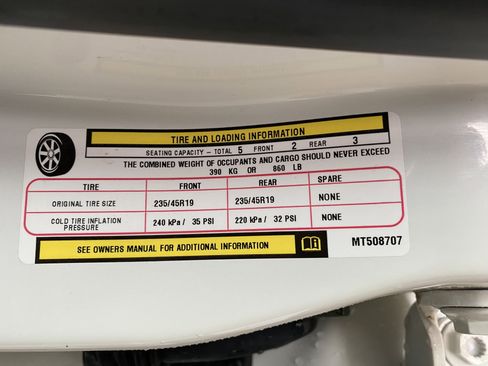 TIRE AND LOADING INFORMATION
SEATING CAPACITY - TOTAL 5 FRONT 2 REAR 3
THE COMBINED WEIGHT OF OCCUPANTS AND CARGO SHOULD NEVER EXCEED
390 KG OR 860 LB
TIRE FRONT REAR SPARE
ORIGINAL TIRE SIZE 235/45R19 235/45R19 NONE
COLD TIRE INFLATION PRESSURE 240 kPa / 35 PSI 220 kPa / 32 PSI NONE
SEE OWNERS MANUAL FOR ADDITIONAL INFORMATION MT508707